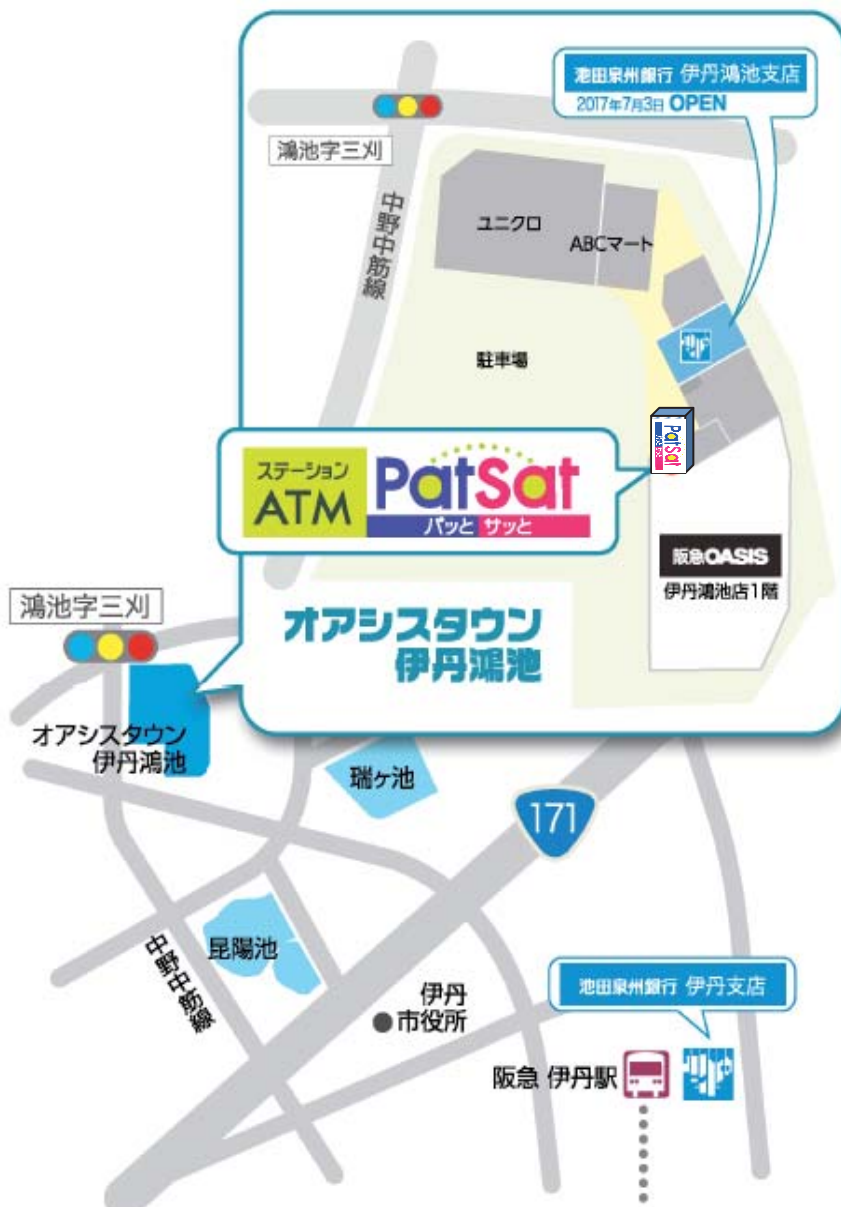 池田泉州銀行 伊丹鴻池支店
2017年7月3日 OPEN
鴻池字三刈
中野中筋線
ユニクロ
ABCマート
駐車場
PatSat
ステーション
ATM
PatSat
パッと サッと
阪急OASIS
伊丹鴻池店1階
オアシスタウン
伊丹鴻池
鴻池字三刈
オアシスタウン
伊丹鴻池
瑞ケ池
171
昆陽池
中野中筋線
伊丹
市役所
池田泉州銀行 伊丹支店
阪急 伊丹駅